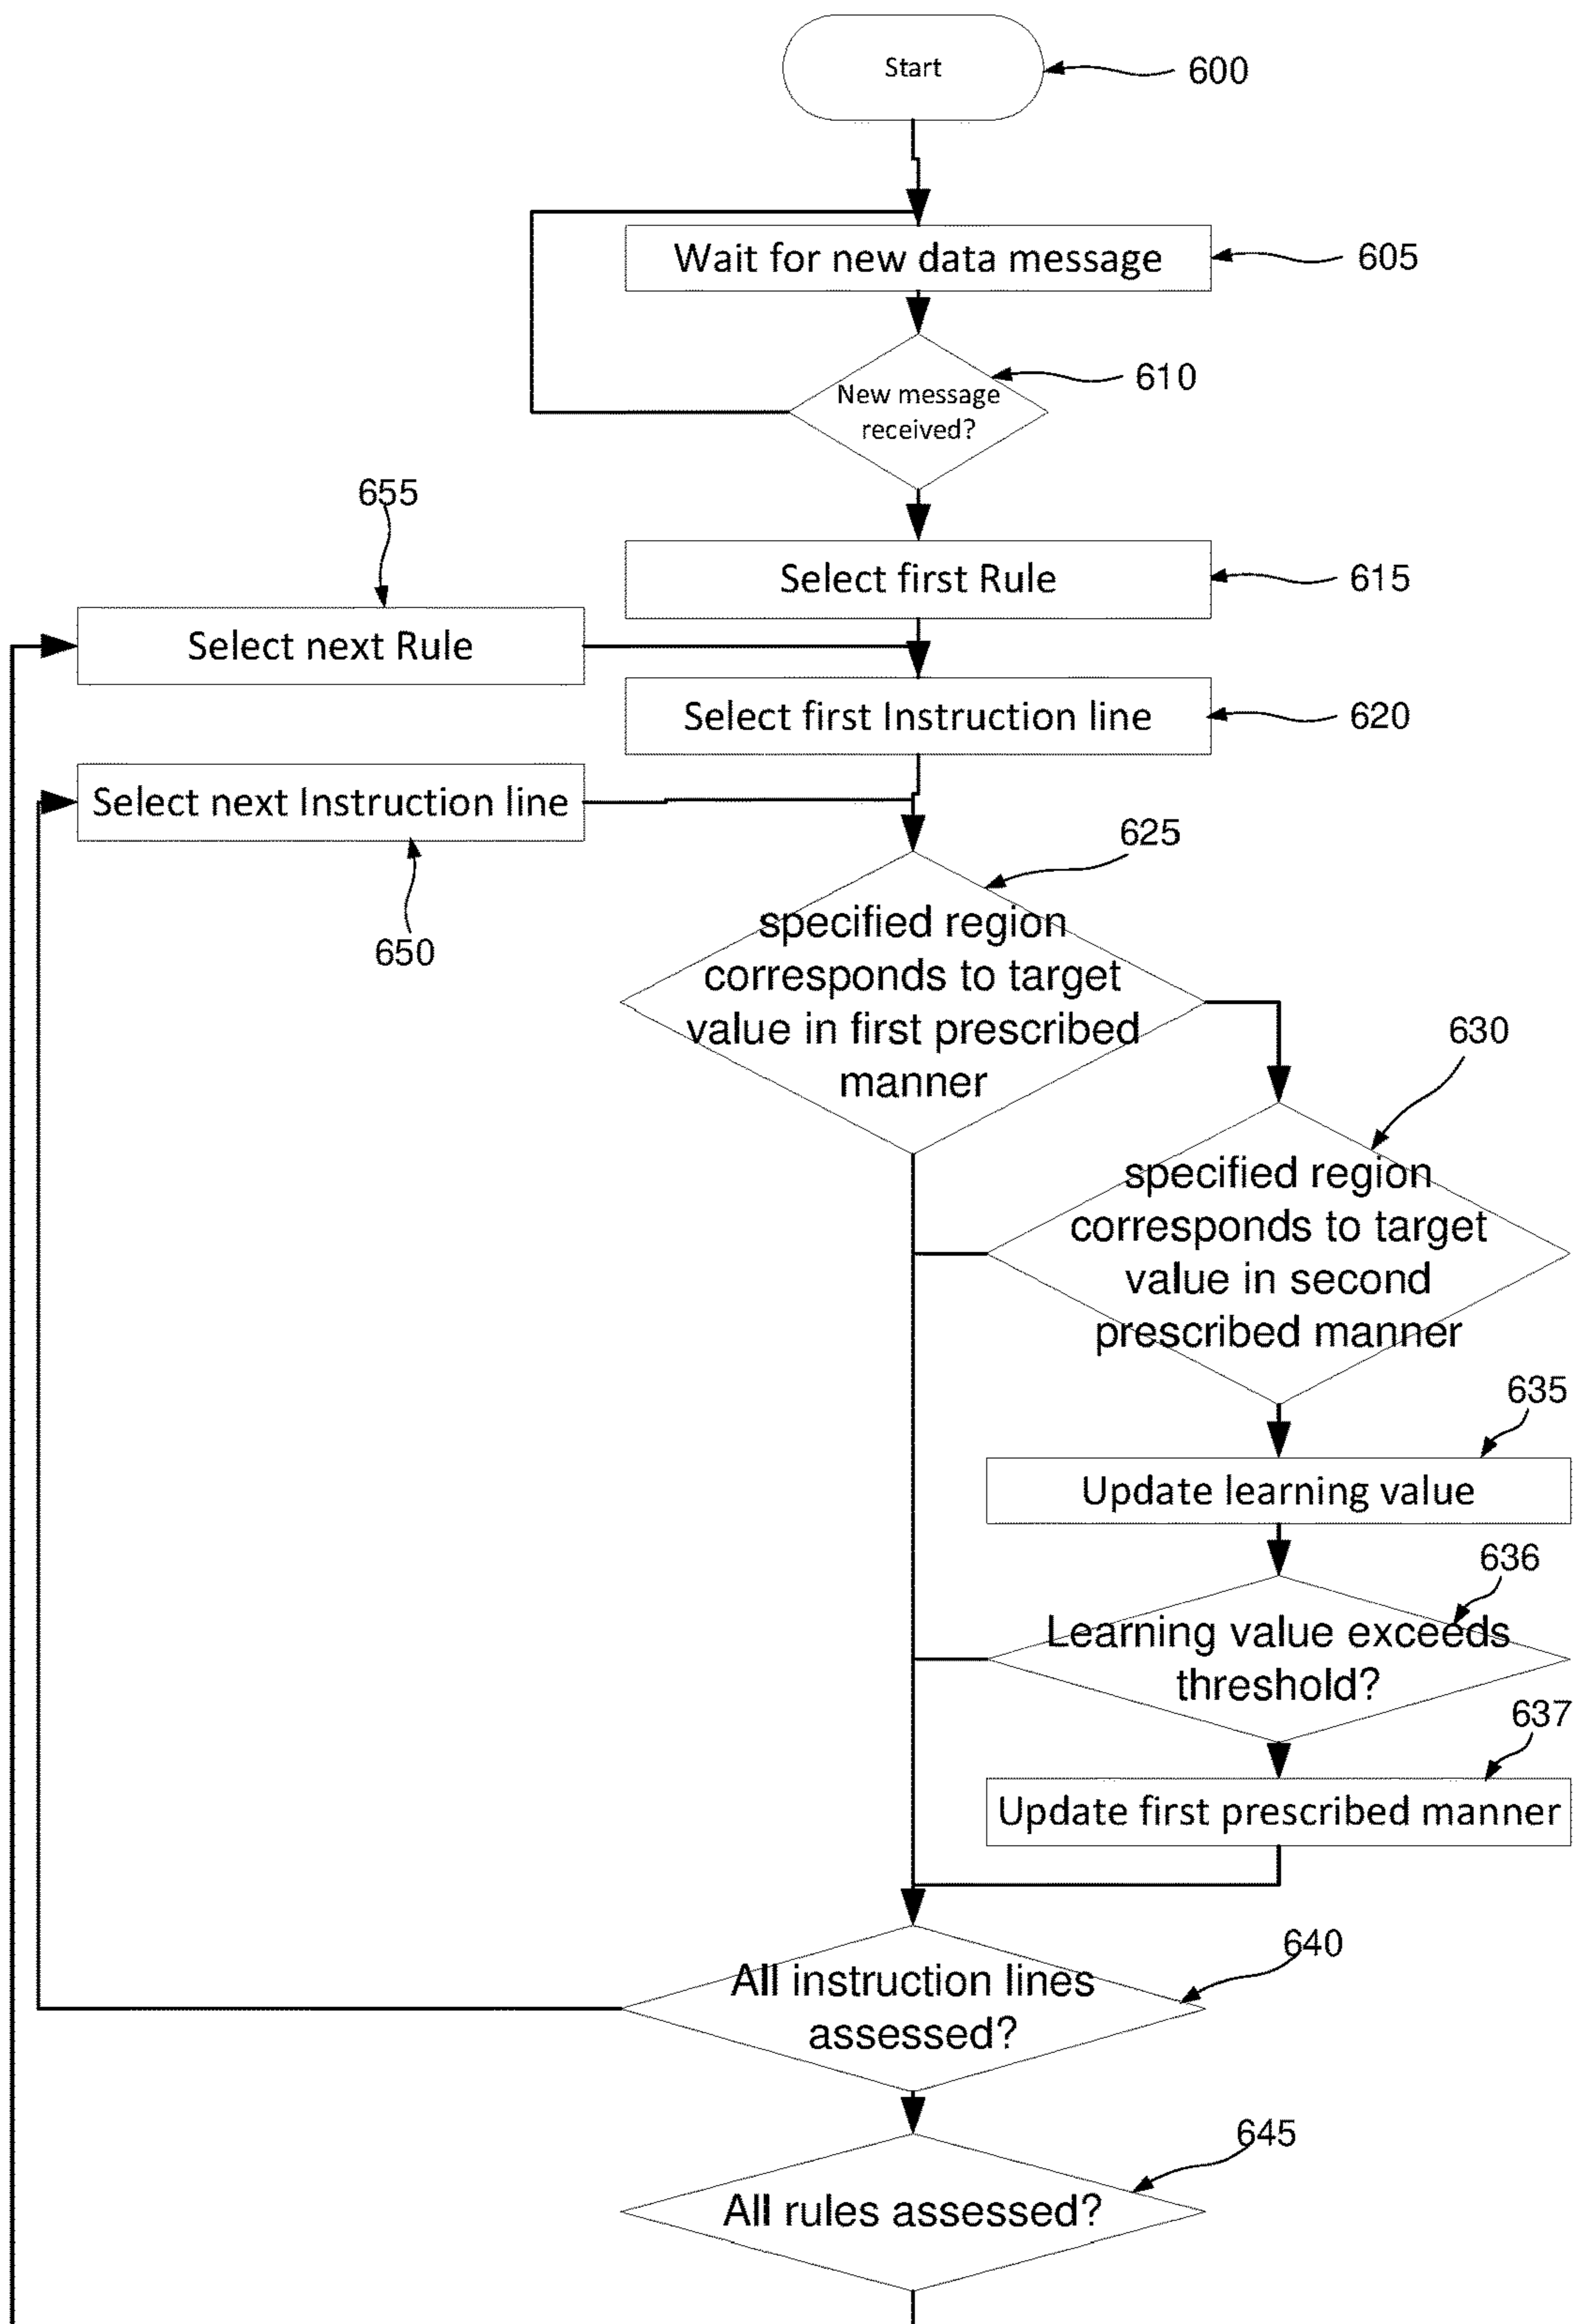 Start
600
Wait for new data message
605
New message
received?
610
655
Select first Rule
615
Select next Rule
Select first Instruction line
620
Select next Instruction line
650
625
specified region
corresponds to target
value in first prescribed
manner
630
specified region
corresponds to target
value in second
prescribed manner
635
Update learning value
636
Learning value exceeds
threshold?
637
Update first prescribed manner
640
All instruction lines
assessed?
645
All rules assessed?